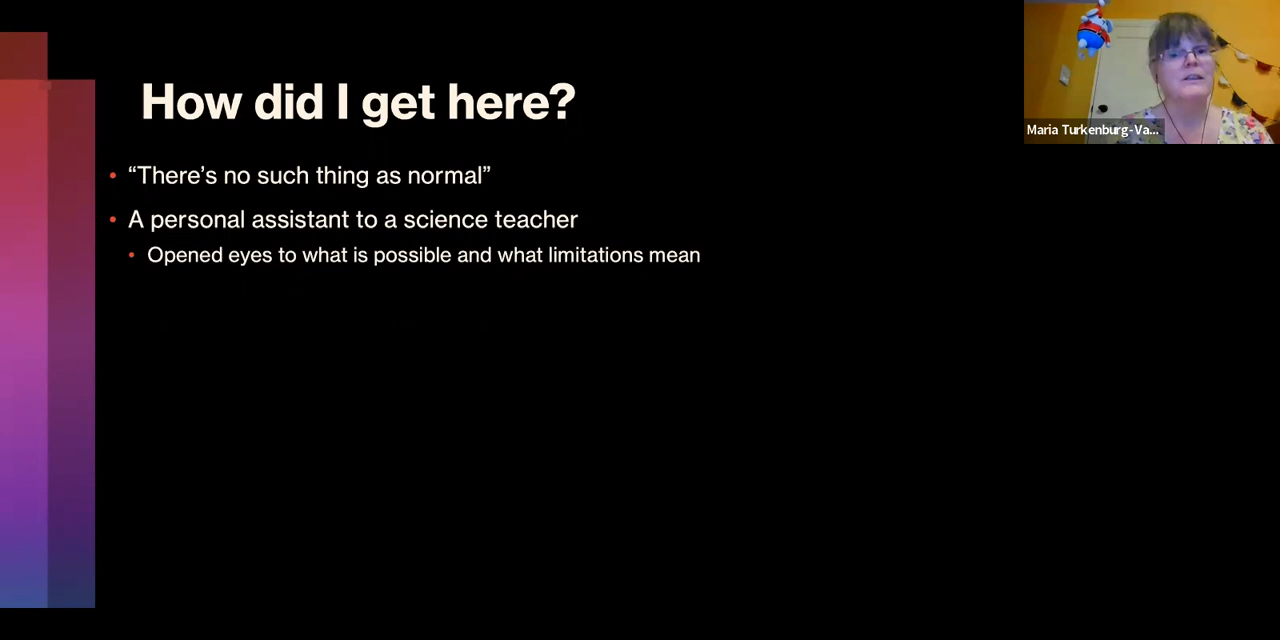 How did I get here?
Maria Turkenburg-Va...
• “There’s no such thing as normal”
• A personal assistant to a science teacher
• Opened eyes to what is possible and what limitations mean